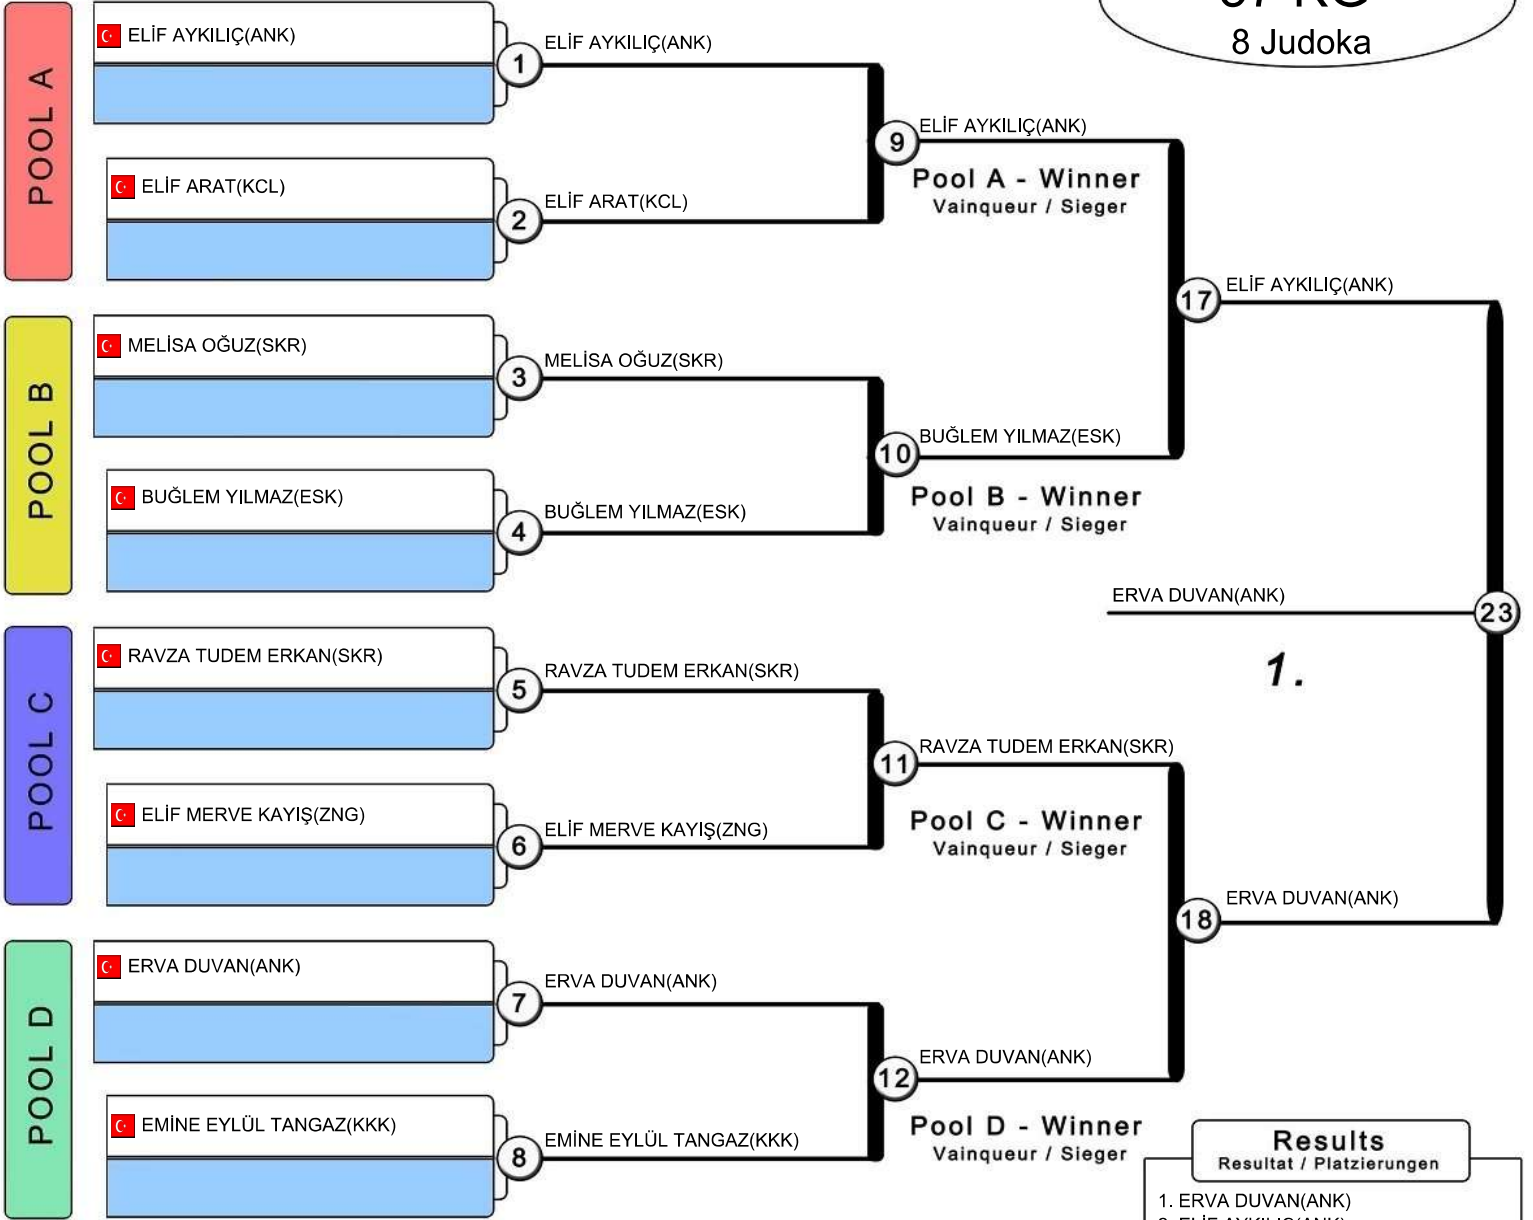 KG
8 Judoka
POOL A
ELİF AYKILIÇ(ANK)
1
ELİF AYKILIÇ(ANK)
ELİF ARAT(KCL)
2
ELİF ARAT(KCL)
9
ELİF AYKILIÇ(ANK)
Pool A - Winner
Vainqueur / Sieger
POOL B
MELİSA OĞUZ(SKR)
3
MELİSA OĞUZ(SKR)
BUĞLEM YILMAZ(ESK)
4
BUĞLEM YILMAZ(ESK)
10
BUĞLEM YILMAZ(ESK)
Pool B - Winner
Vainqueur / Sieger
17
ELİF AYKILIÇ(ANK)
POOL C
RAVZA TUDEM ERKAN(SKR)
5
RAVZA TUDEM ERKAN(SKR)
ELİF MERVE KAYIŞ(ZNG)
6
ELİF MERVE KAYIŞ(ZNG)
11
RAVZA TUDEM ERKAN(SKR)
Pool C - Winner
Vainqueur / Sieger
POOL D
ERVA DUVAN(ANK)
7
ERVA DUVAN(ANK)
EMİNE EYLÜL TANGAZ(KKK)
8
EMİNE EYLÜL TANGAZ(KKK)
12
ERVA DUVAN(ANK)
Pool D - Winner
Vainqueur / Sieger
18
ERVA DUVAN(ANK)
ERVA DUVAN(ANK)
23
1.
Results
Resultat / Platzierungen
1. ERVA DUVAN(ANK)